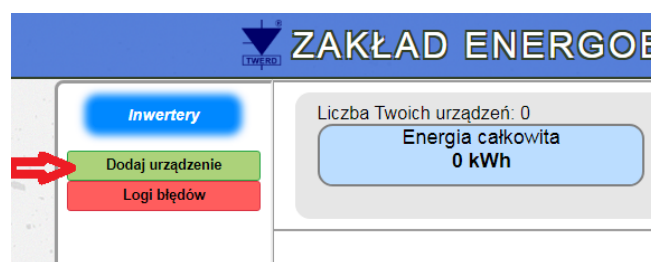 TWERD
ZAKŁAD ENERGOE
Inwertery
Dodaj urządzenie
Logi błędów
Liczba Twoich urządzeń: 0
Energia całkowita
0 kWh